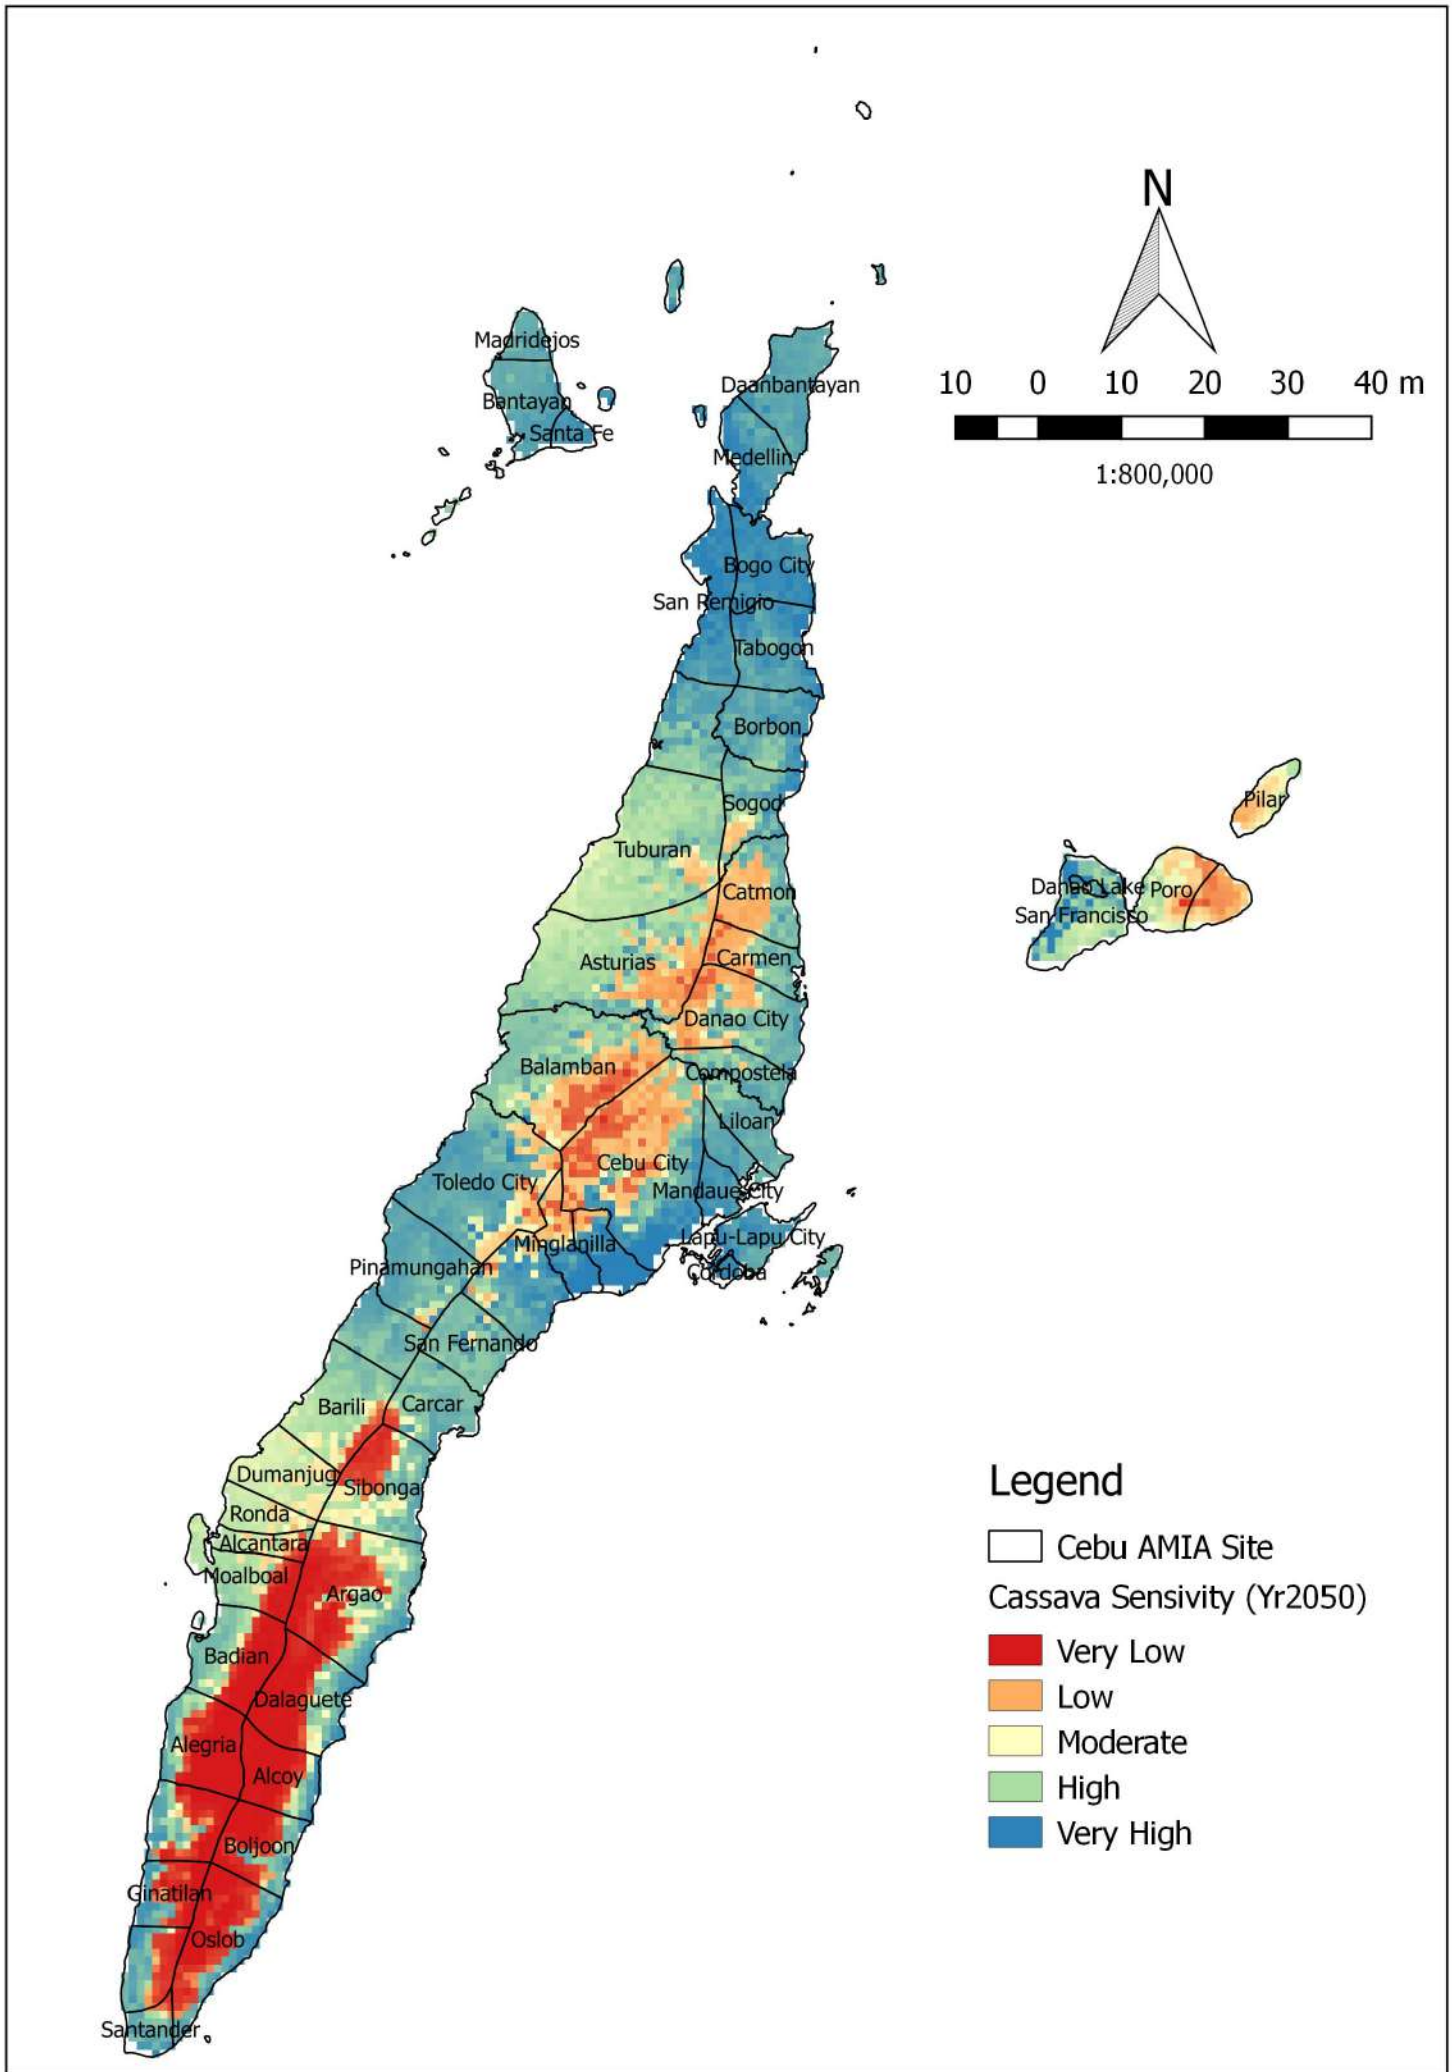 N
10 0 10 20 30 40 m
1:800,000
Madridejos
Bantayan
Santa Fe
Daanbantayan
Medellin
Bogo City
San Remigio
Tabogon
Borbon
Sogod
Tuburan
Catmon
Pilar
Danao Lake
Poro
San Francisco
Asturias
Carmen
Danao City
Balamban
Compostela
Liloan
Cebu City
Toledo City
Mandaue City
Lapu-Lapu City
Minglanilla
Pinamungahan
Cordoba
San Fernando
Barili
Carcar
Dumanjug
Sibonga
Ronda
Alcantara
Moalboal
Argao
Badian
Dalaguete
Alegria
Alcoy
Boljoon
Ginatilan
Oslob
Santander
Legend
Cebu AMIA Site
Cassava Sensivity (Yr2050)
Very Low
Low
Moderate
High
Very High